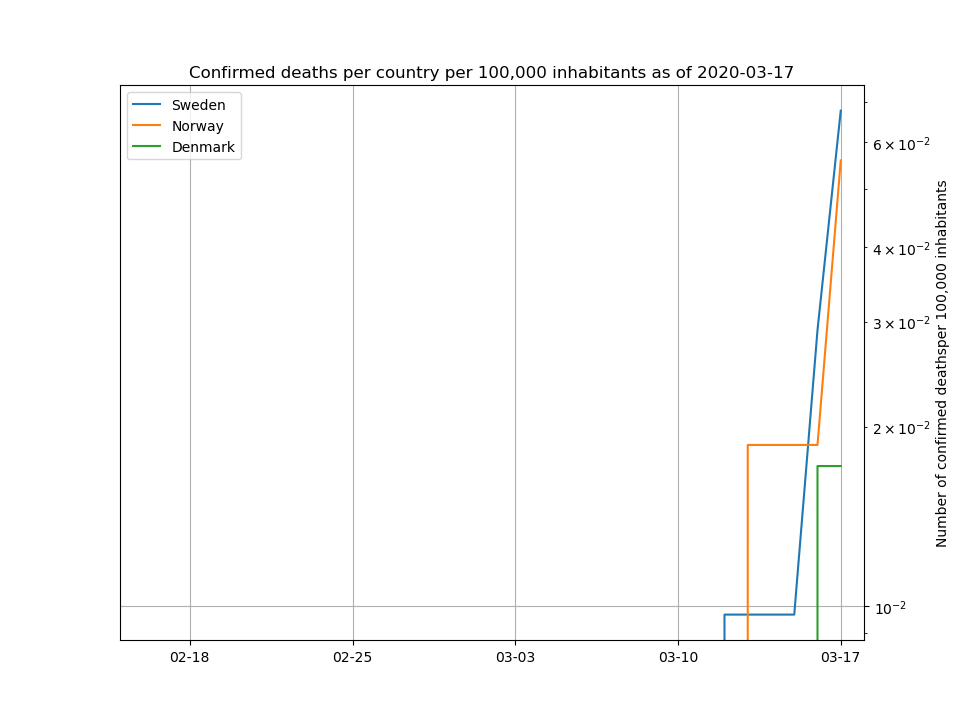 Confirmed deaths per country per 100,000 inhabitants as of 2020-03-17
Sweden
Norway
Denmark
6 × 10⁻²
4 × 10⁻²
3 × 10⁻²
2 × 10⁻²
10⁻²
Number of confirmed deathsper 100,000 inhabitants
02-18
02-25
03-03
03-10
03-17